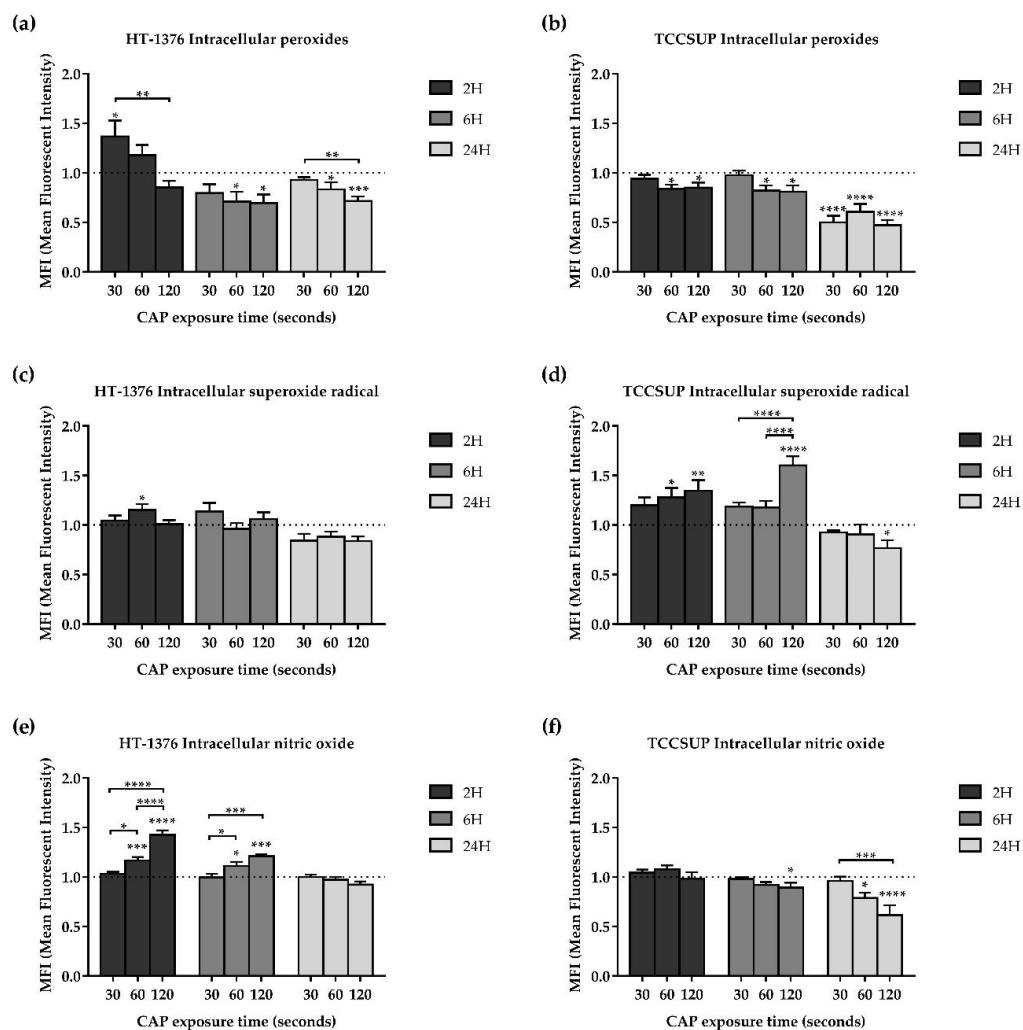 (a)
HT-1376 Intracellular peroxides
MFI (Mean Fluorescent Intensity)
2.0
1.5
1.0
0.5
0.0
* ** * * ** * ***
30 60 120 30 60 120 30 60 120
CAP exposure time (seconds)
2H
6H
24H
(b)
TCCSUP Intracellular peroxides
MFI (Mean Fluorescent Intensity)
2.0
1.5
1.0
0.5
0.0
* * * * **** **** ****
30 60 120 30 60 120 30 60 120
CAP exposure time (seconds)
2H
6H
24H
(c)
HT-1376 Intracellular superoxide radical
MFI (Mean Fluorescent Intensity)
2.0
1.5
1.0
0.5
0.0
*
30 60 120 30 60 120 30 60 120
CAP exposure time (seconds)
2H
6H
24H
(d)
TCCSUP Intracellular superoxide radical
MFI (Mean Fluorescent Intensity)
2.0
1.5
1.0
0.5
0.0
****
****
* ** **** *
30 60 120 30 60 120 30 60 120
CAP exposure time (seconds)
2H
6H
24H
(e)
HT-1376 Intracellular nitric oxide
MFI (Mean Fluorescent Intensity)
2.0
1.5
1.0
0.5
0.0
****
****
* *** **** *** * * ***
30 60 120 30 60 120 30 60 120
CAP exposure time (seconds)
2H
6H
24H
(f)
TCCSUP Intracellular nitric oxide
MFI (Mean Fluorescent Intensity)
2.0
1.5
1.0
0.5
0.0
***
* * ****
30 60 120 30 60 120 30 60 120
CAP exposure time (seconds)
2H
6H
24H